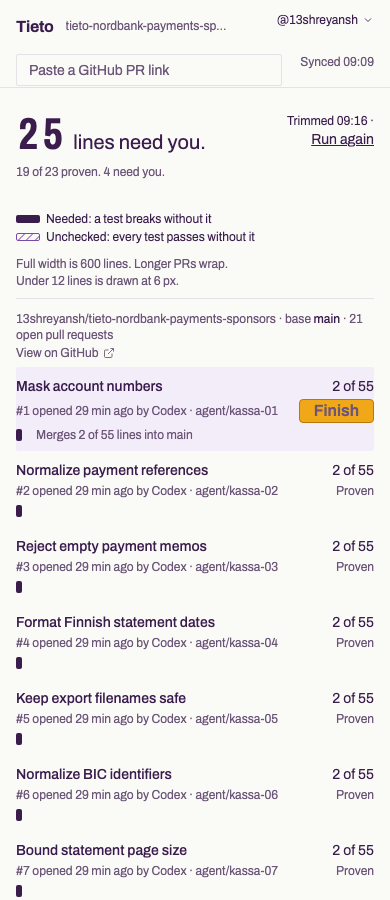 Tieto tieto-nordbank-payments-sp... @13shreyansh
Paste a GitHub PR link Synced 09:09
25 lines need you. Trimmed 09:16 ·
Run again
19 of 23 proven. 4 need you.
Needed: a test breaks without it
Unchecked: every test passes without it
Full width is 600 lines. Longer PRs wrap.
Under 12 lines is drawn at 6 px.
13shreyansh/tieto-nordbank-payments-sponsors · base main · 21
open pull requests
View on GitHub
Mask account numbers 2 of 55
#1 opened 29 min ago by Codex · agent/kassa-01 Finish
Merges 2 of 55 lines into main
Normalize payment references 2 of 55
#2 opened 29 min ago by Codex · agent/kassa-02 Proven
Reject empty payment memos 2 of 55
#3 opened 29 min ago by Codex · agent/kassa-03 Proven
Format Finnish statement dates 2 of 55
#4 opened 29 min ago by Codex · agent/kassa-04 Proven
Keep export filenames safe 2 of 55
#5 opened 29 min ago by Codex · agent/kassa-05 Proven
Normalize BIC identifiers 2 of 55
#6 opened 29 min ago by Codex · agent/kassa-06 Proven
Bound statement page size 2 of 55
#7 opened 29 min ago by Codex · agent/kassa-07 Proven